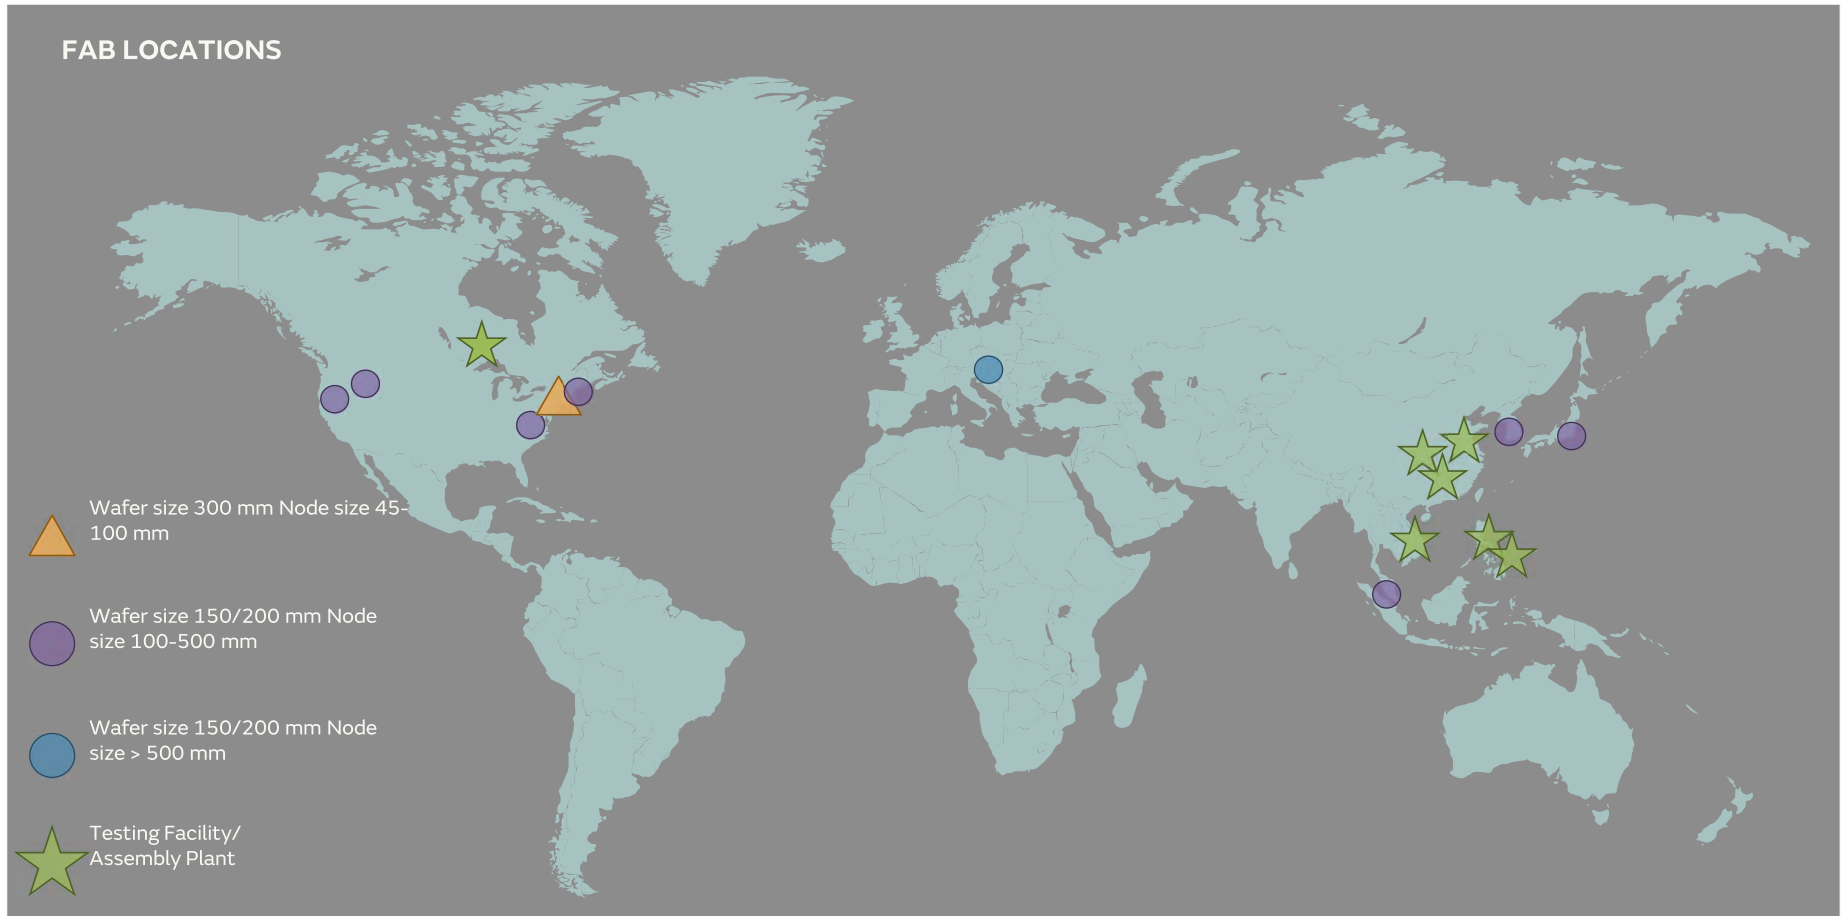 FAB LOCATIONS
Wafer size 300 mm Node size 45-
100 mm
Wafer size 150/200 mm Node
size 100-500 mm
Wafer size 150/200 mm Node
size > 500 mm
Testing Facility/
Assembly Plant